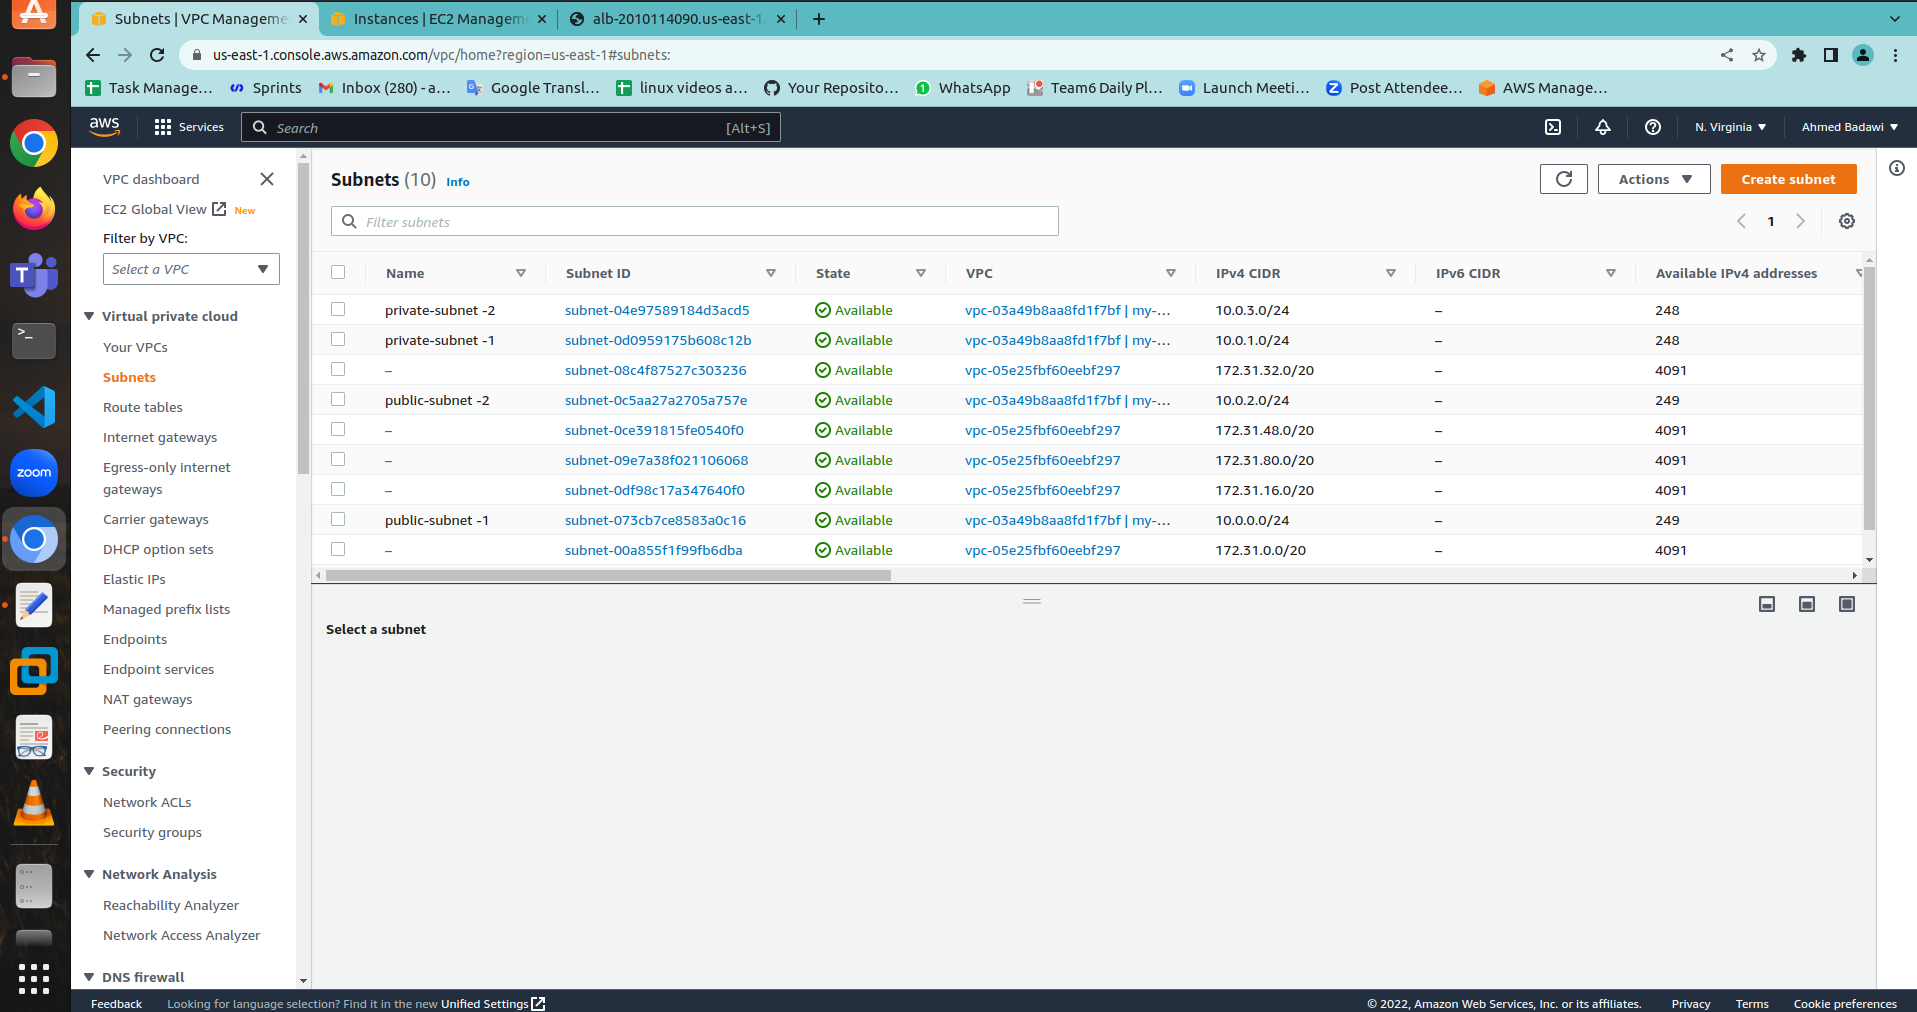 Subnets | VPC Manageme
Instances | EC2 Managem
alb-2010114090.us-east-1.
us-east-1.console.aws.amazon.com/vpc/home?region=us-east-1#subnets:
Task Manage...
Sprints
Inbox (280) - a...
Google Transl...
linux videos a...
Your Reposito...
WhatsApp
Team6 Daily Pl...
Launch Meeti...
Post Attendee...
AWS Manage...
aws
Services
Search
[Alt+S]
N. Virginia
Ahmed Badawi
VPC dashboard
EC2 Global View New
Filter by VPC:
Select a VPC
Virtual private cloud
Your VPCs
Subnets
Route tables
Internet gateways
Egress-only internet
gateways
Carrier gateways
DHCP option sets
Elastic IPs
Managed prefix lists
Endpoints
Endpoint services
NAT gateways
Peering connections
Security
Network ACLs
Security groups
Network Analysis
Reachability Analyzer
Network Access Analyzer
DNS firewall
zoom
Subnets (10) Info
Actions
Create subnet
Filter subnets
1
Name Subnet ID State VPC IPv4 CIDR IPv6 CIDR Available IPv4 addresses
private-subnet -2 subnet-04e97589184d3acd5 Available vpc-03a49b8aa8fd1f7bf | my-... 10.0.3.0/24 – 248
private-subnet -1 subnet-0d0959175b608c12b Available vpc-03a49b8aa8fd1f7bf | my-... 10.0.1.0/24 – 248
– subnet-08c4f87527c303236 Available vpc-05e25fbf60eebf297 172.31.32.0/20 – 4091
public-subnet -2 subnet-0c5aa27a2705a757e Available vpc-03a49b8aa8fd1f7bf | my-... 10.0.2.0/24 – 249
– subnet-0ce391815fe0540f0 Available vpc-05e25fbf60eebf297 172.31.48.0/20 – 4091
– subnet-09e7a38f021106068 Available vpc-05e25fbf60eebf297 172.31.80.0/20 – 4091
– subnet-0df98c17a347640f0 Available vpc-05e25fbf60eebf297 172.31.16.0/20 – 4091
public-subnet -1 subnet-073cb7ce8583a0c16 Available vpc-03a49b8aa8fd1f7bf | my-... 10.0.0.0/24 – 249
– subnet-00a855f1f99fb6dba Available vpc-05e25fbf60eebf297 172.31.0.0/20 – 4091
Select a subnet
Feedback
Looking for language selection? Find it in the new Unified Settings
© 2022, Amazon Web Services, Inc. or its affiliates.
Privacy
Terms
Cookie preferences